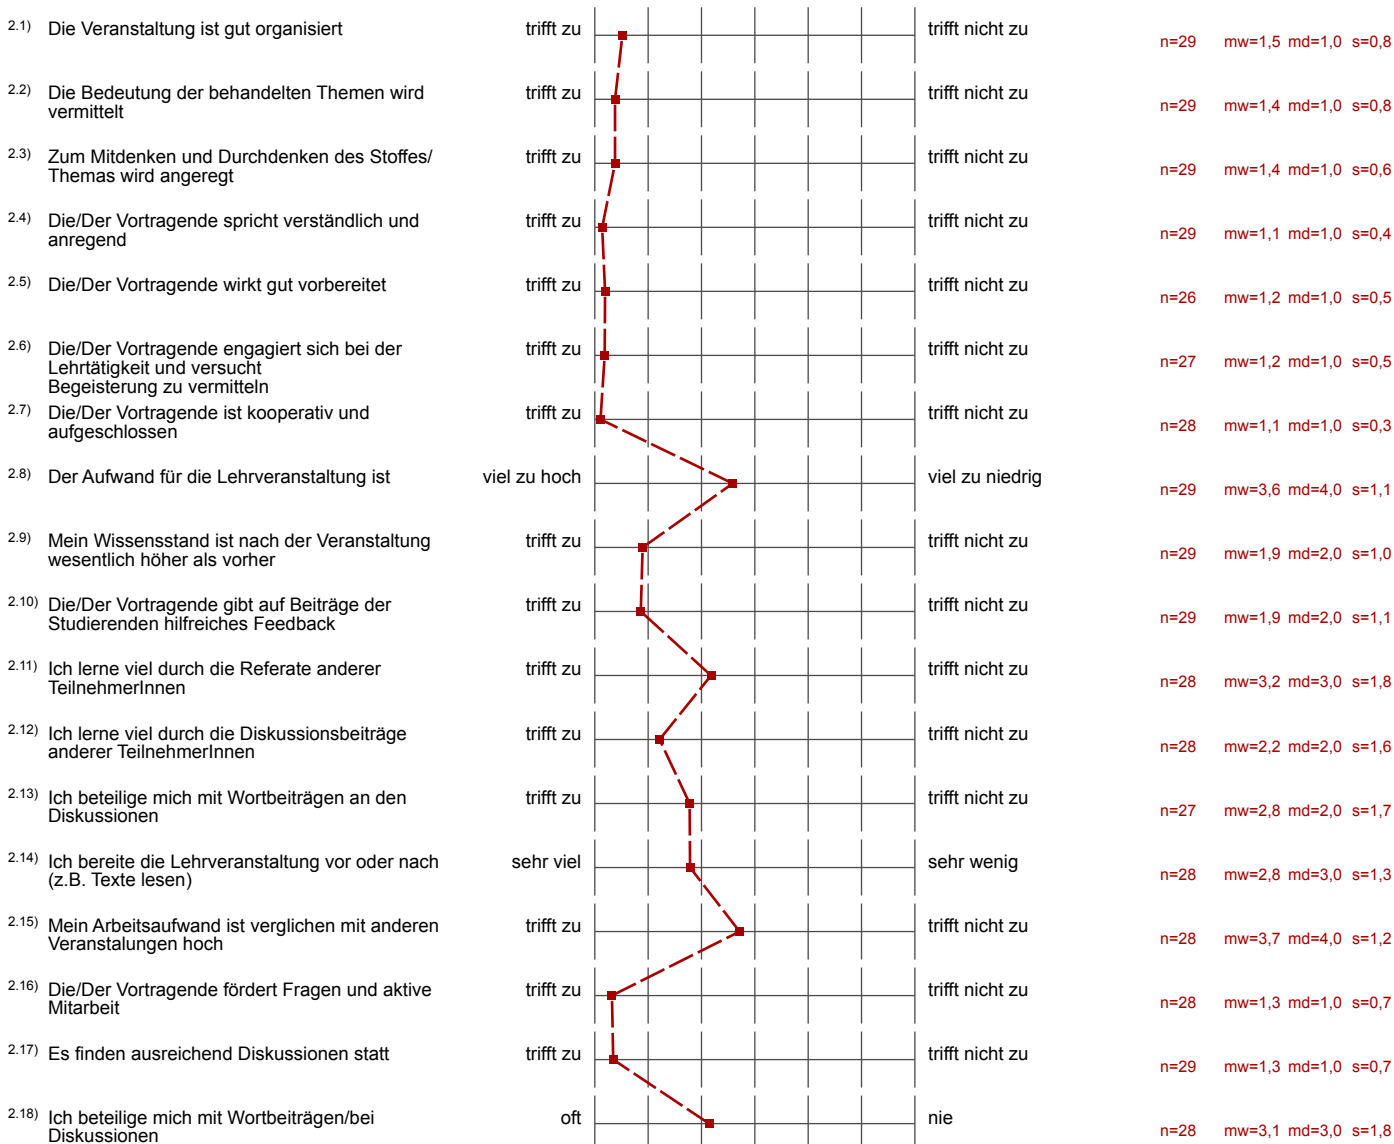 2.1) Die Veranstaltung ist gut organisiert trifft zu trifft nicht zu n=29 mw=1,5 md=1,0 s=0,8
2.2) Die Bedeutung der behandelten Themen wird trifft zu trifft nicht zu n=29 mw=1,4 md=1,0 s=0,8
vermittelt
2.3) Zum Mitdenken und Durchdenken des Stoffes/ trifft zu trifft nicht zu n=29 mw=1,4 md=1,0 s=0,6
Themas wird angeregt
2.4) Die/Der Vortragende spricht verständlich und trifft zu trifft nicht zu n=29 mw=1,1 md=1,0 s=0,4
anregend
2.5) Die/Der Vortragende wirkt gut vorbereitet trifft zu trifft nicht zu n=26 mw=1,2 md=1,0 s=0,5
2.6) Die/Der Vortragende engagiert sich bei der trifft zu trifft nicht zu n=27 mw=1,2 md=1,0 s=0,5
Lehrtätigkeit und versucht
Begeisterung zu vermitteln
2.7) Die/Der Vortragende ist kooperativ und trifft zu trifft nicht zu n=28 mw=1,1 md=1,0 s=0,3
aufgeschlossen
2.8) Der Aufwand für die Lehrveranstaltung ist viel zu hoch viel zu niedrig n=29 mw=3,6 md=4,0 s=1,1
2.9) Mein Wissensstand ist nach der Veranstaltung trifft zu trifft nicht zu n=29 mw=1,9 md=2,0 s=1,0
wesentlich höher als vorher
2.10) Die/Der Vortragende gibt auf Beiträge der trifft zu trifft nicht zu n=29 mw=1,9 md=2,0 s=1,1
Studierenden hilfreiches Feedback
2.11) Ich lerne viel durch die Referate anderer trifft zu trifft nicht zu n=28 mw=3,2 md=3,0 s=1,8
TeilnehmerInnen
2.12) Ich lerne viel durch die Diskussionsbeiträge trifft zu trifft nicht zu n=28 mw=2,2 md=2,0 s=1,6
anderer TeilnehmerInnen
2.13) Ich beteilige mich mit Wortbeiträgen an den trifft zu trifft nicht zu n=27 mw=2,8 md=2,0 s=1,7
Diskussionen
2.14) Ich bereite die Lehrveranstaltung vor oder nach sehr viel sehr wenig n=28 mw=2,8 md=3,0 s=1,3
(z.B. Texte lesen)
2.15) Mein Arbeitsaufwand ist verglichen mit anderen trifft zu trifft nicht zu n=28 mw=3,7 md=4,0 s=1,2
Veranstalungen hoch
2.16) Die/Der Vortragende fördert Fragen und aktive trifft zu trifft nicht zu n=28 mw=1,3 md=1,0 s=0,7
Mitarbeit
2.17) Es finden ausreichend Diskussionen statt trifft zu trifft nicht zu n=29 mw=1,3 md=1,0 s=0,7
2.18) Ich beteilige mich mit Wortbeiträgen/bei oft nie n=28 mw=3,1 md=3,0 s=1,8
Diskussionen